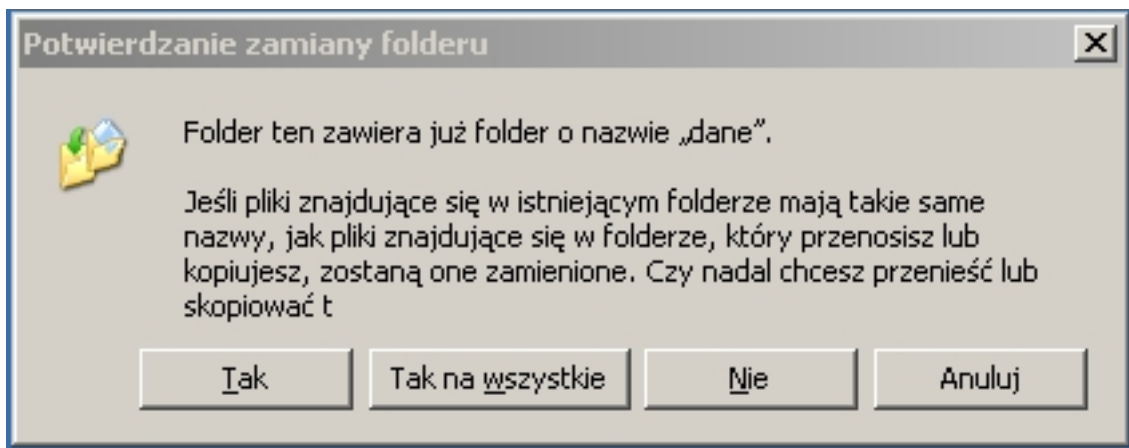 Potwierdzanie zamiany folderu
Folder ten zawiera już folder o nazwie „dane”.
Jeśli pliki znajdujące się w istniejącym folderze mają takie same
nazwy, jak pliki znajdujące się w folderze, który przenosisz lub
kopiujesz, zostaną one zamienione. Czy nadal chcesz przenieść lub
skopiować t
Tak
Tak na wszystkie
Nie
Anuluj